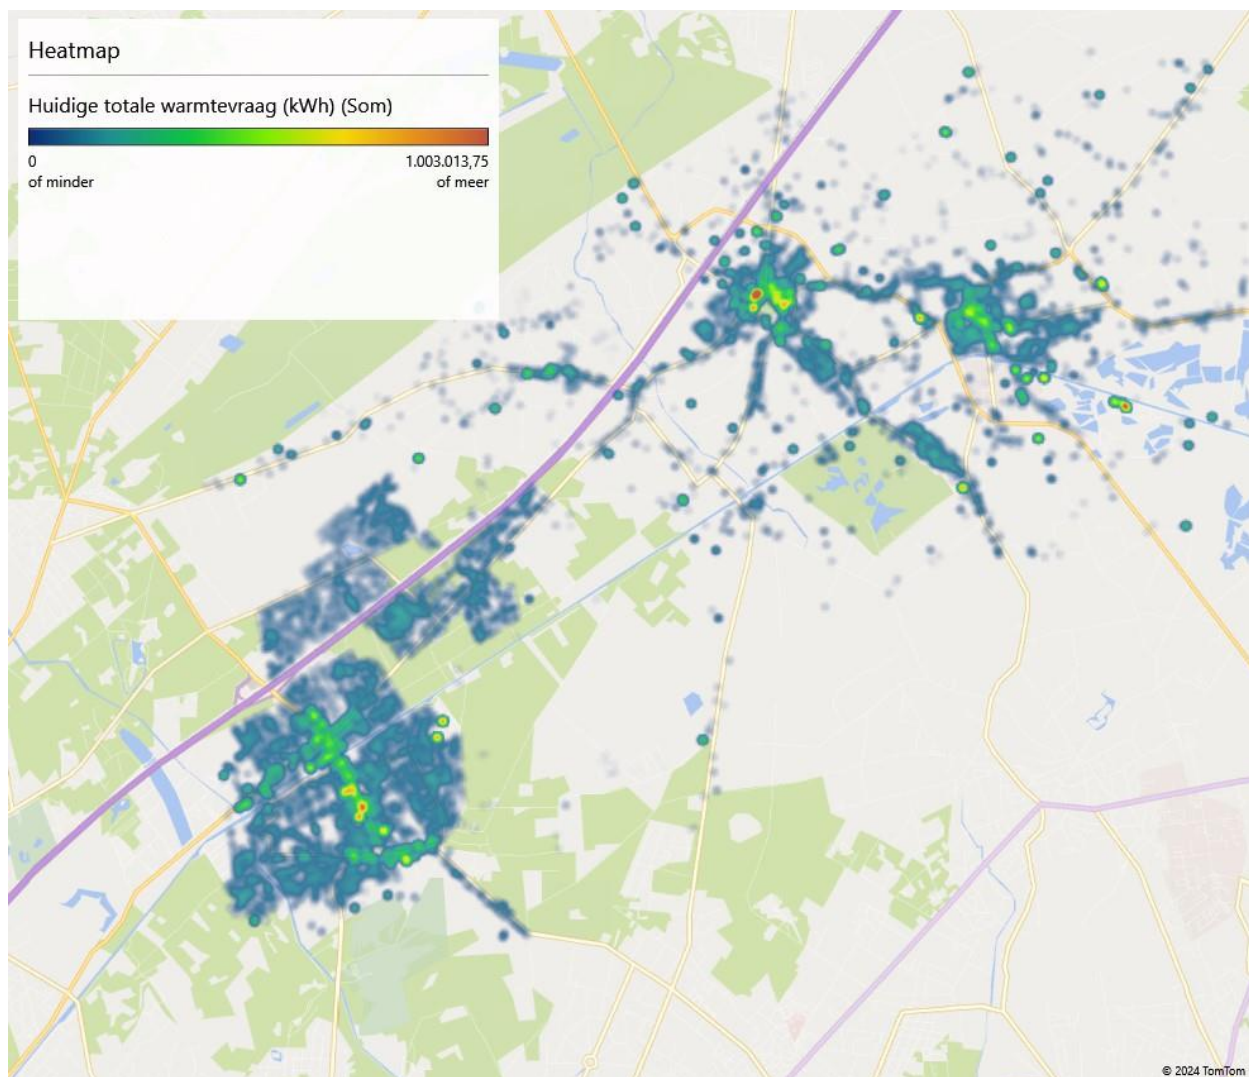 Heatmap
Huidige totale warmtevraag (kWh) (Som)
0
1.003.013,75
of minder
of meer
© 2024 TomTom